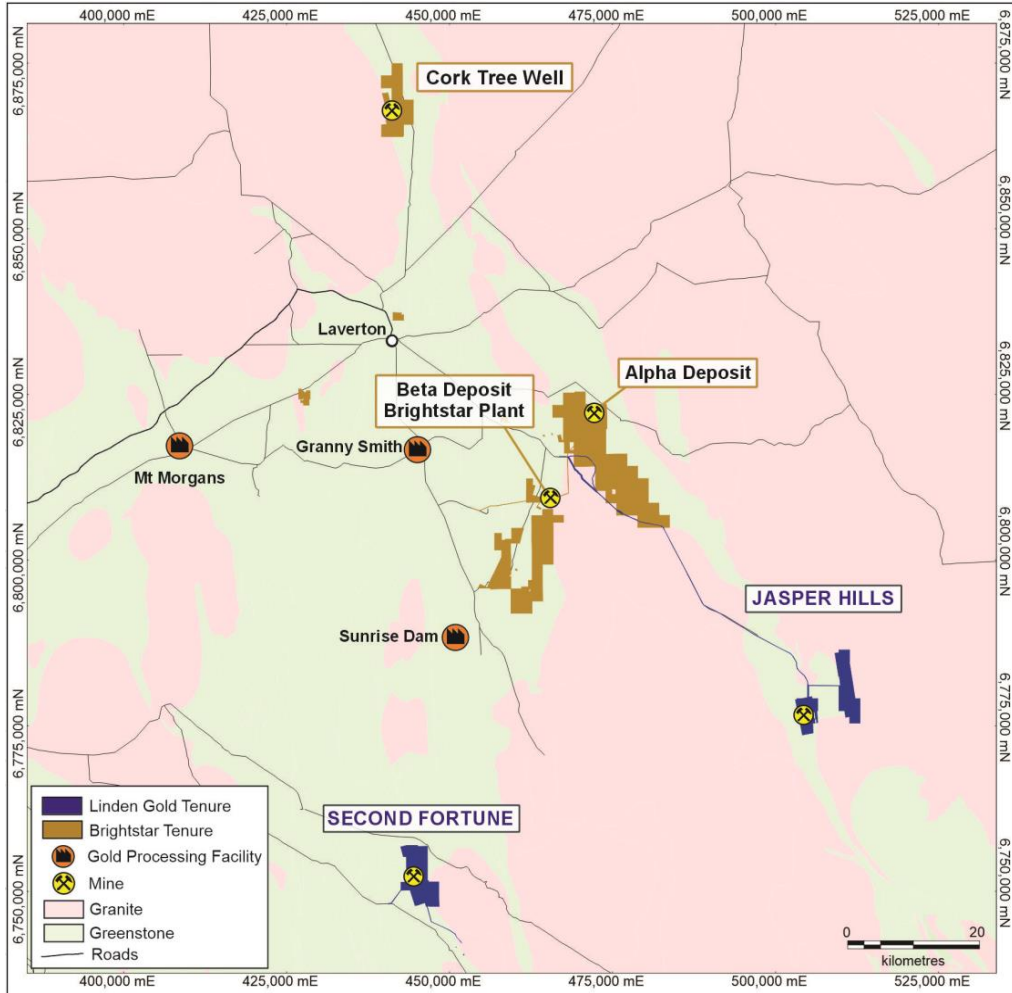 400,000 mE
425,000 mE
450,000 mE
475,000 mE
500,000 mE
525,000 mE
6,875,000 mN
6,875,000 mN
Cork Tree Well
6,850,000 mN
6,850,000 mN
Laverton
6,825,000 mN
6,825,000 mN
Beta Deposit
Brightstar Plant
Alpha Deposit
Granny Smith
Mt Morgans
6,800,000 mN
6,800,000 mN
JASPER HILLS
Sunrise Dam
6,775,000 mN
6,775,000 mN
SECOND FORTUNE
6,750,000 mN
6,750,000 mN
Linden Gold Tenure
Brightstar Tenure
Gold Processing Facility
Mine
Granite
Greenstone
Roads
0 20
kilometres
400,000 mE
425,000 mE
450,000 mE
475,000 mE
500,000 mE
525,000 mE